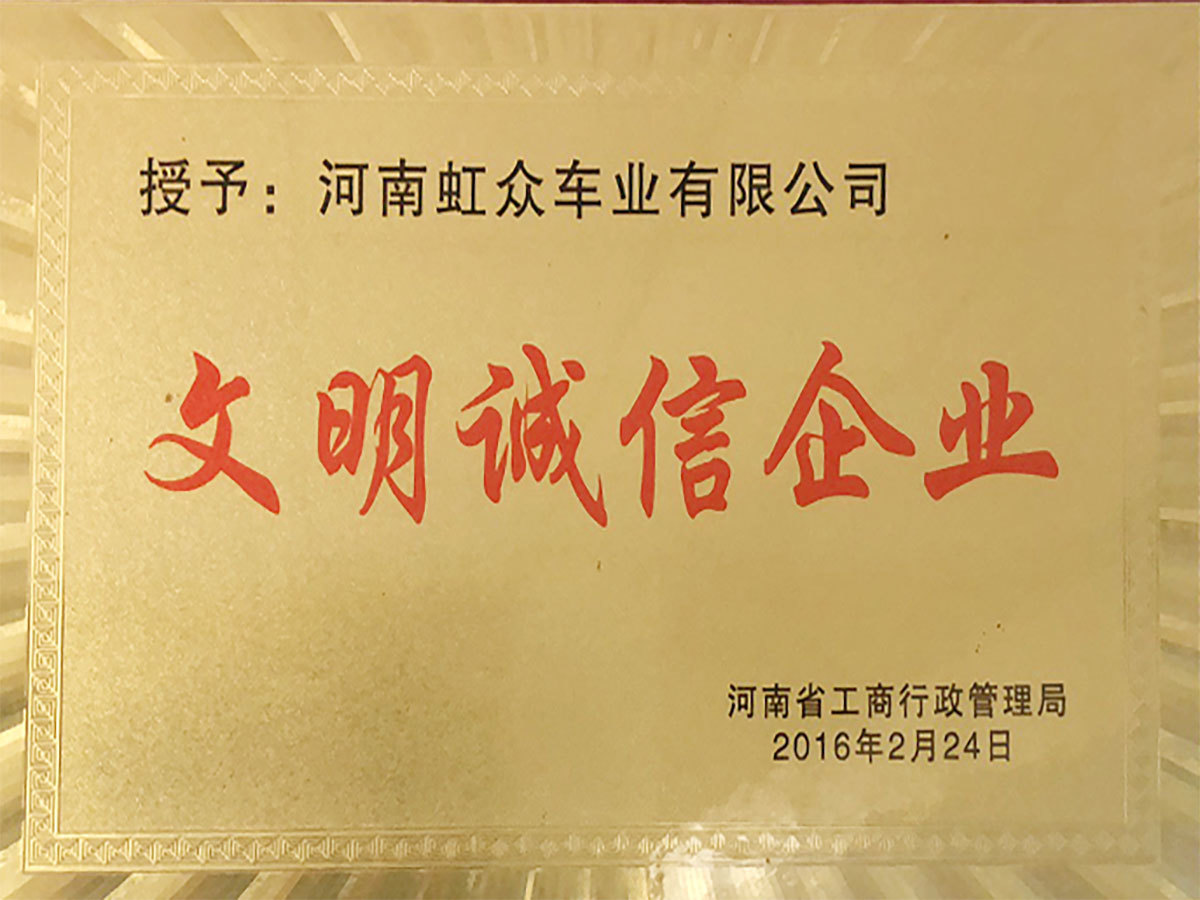 授予：河南虹众车业有限公司
文明诚信企业
河南省工商行政管理局
2016年2月24日